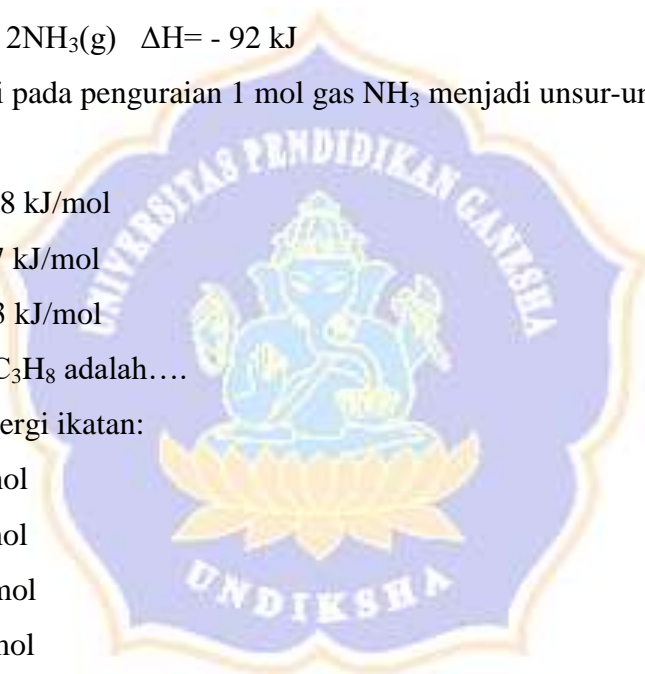 2NH₃(g) ΔH= - 92 kJ
i pada penguraian 1 mol gas NH₃ menjadi unsur-un
UNIVERSITAS PENDIDIKAN GANESHA
8 kJ/mol
7 kJ/mol
3 kJ/mol
C₃H₈ adalah….
ergi ikatan:
nol
nol
mol
nol
UNDIKSHA